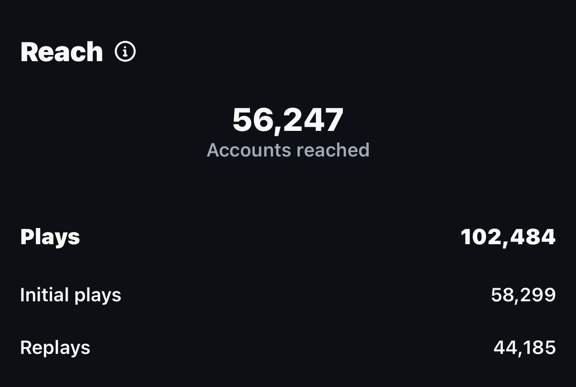 Reach
56,247
Accounts reached
Plays 102,484
Initial plays 58,299
Replays 44,185